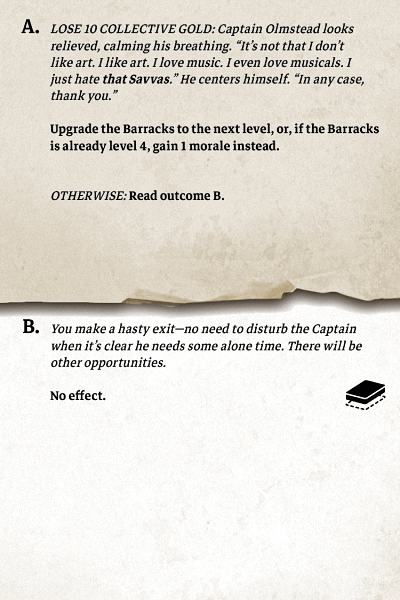 A. LOSE 10 COLLECTIVE GOLD: Captain Olmstead looks
relieved, calming his breathing. “It’s not that I don’t
like art. I like art. I love music. I even love musicals. I
just hate that Savvas.” He centers himself. “In any case,
thank you.”
Upgrade the Barracks to the next level, or, if the Barracks
is already level 4, gain 1 morale instead.
OTHERWISE: Read outcome B.
B. You make a hasty exit—no need to disturb the Captain
when it’s clear he needs some alone time. There will be
other opportunities.
No effect.